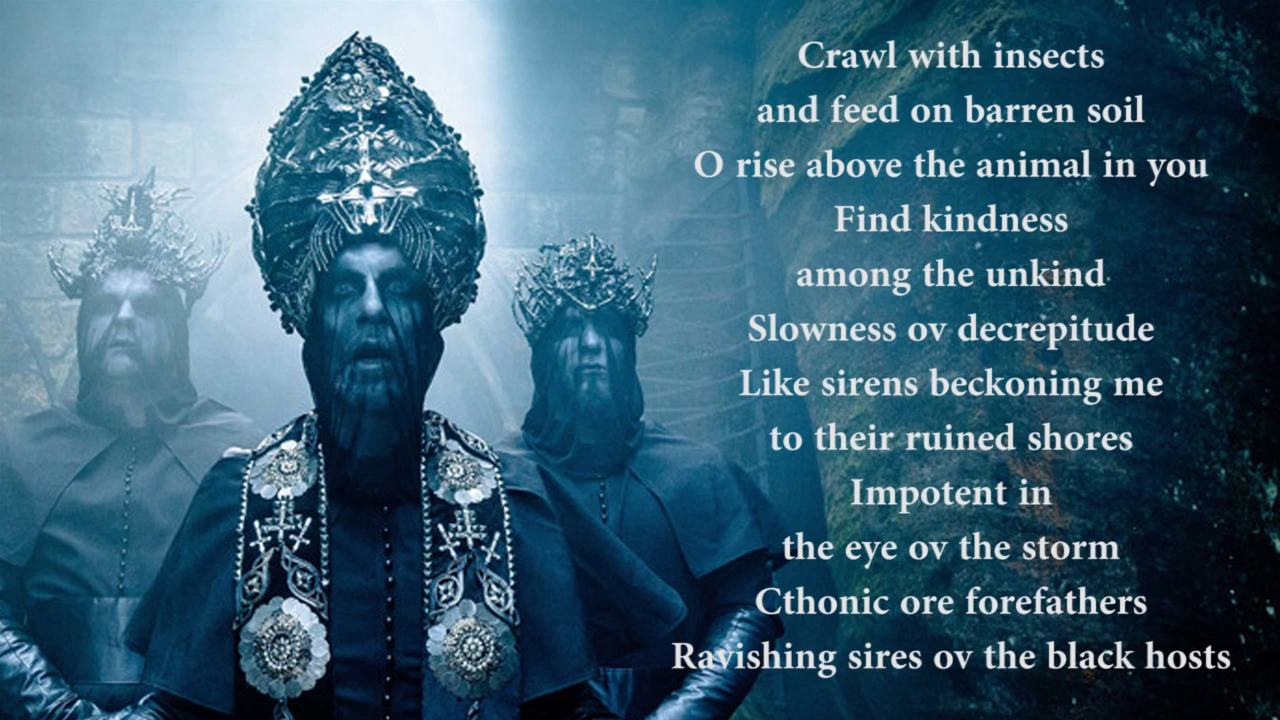 Crawl with insects
and feed on barren soil
O rise above the animal in you
Find kindness
among the unkind
Slowness ov decrepitude
Like sirens beckoning me
to their ruined shores
Impotent in
the eye ov the storm
Cthonic ore forefathers
Ravishing sires ov the black hosts